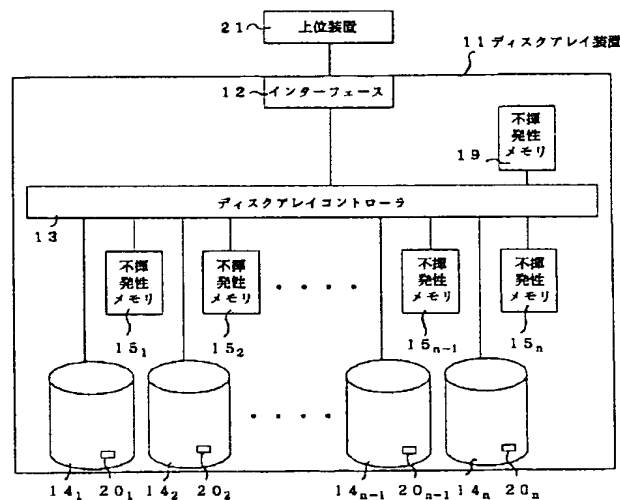 21 上位装置
11 ディスクアレイ装置
12 インターフェース
不揮
発性
メモリ
19
ディスクアレイコントローラ
13
不揮
発性
メモリ
不揮
発性
メモリ
・・・・
不揮
発性
メモリ
不揮
発性
メモリ
15₁ 15₂ 15ₙ₋₁ 15ₙ
・・・・
14₁ 20₁ 14₂ 20₂ 14ₙ₋₁ 20ₙ₋₁ 14ₙ 20ₙ